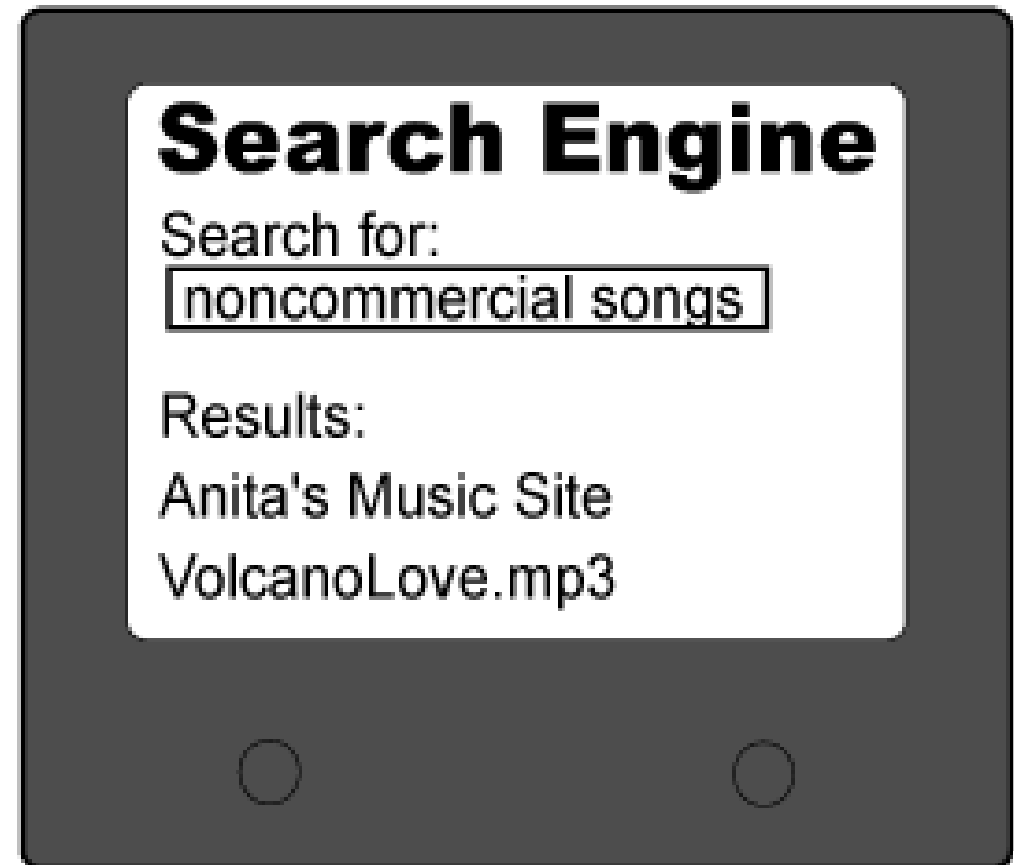 Search Engine
Search for:
noncommercial songs
Results:
Anita's Music Site
VolcanoLove.mp3